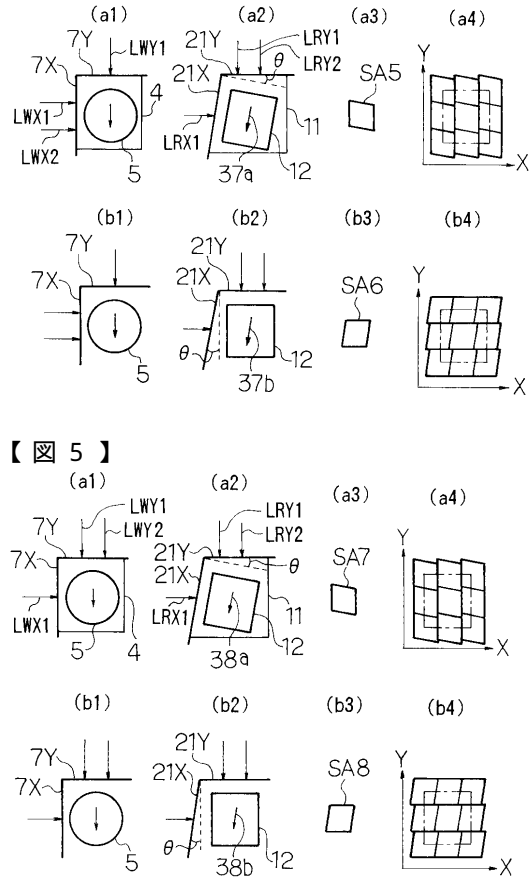 (a1) (a2) (a3) (a4)
7Y LWY1 21Y LRY1 SA5 Y
7X 4 21X LRY2
θ
LWX1 11
LRX1
LWX2 12 X
5 37a
(b1) (b2) (b3) (b4)
7Y 21Y SA6 Y
7X 21X
θ 12
5 37b X
【 図 5 】
(a1) (a2) (a3) (a4)
LWY1 LRY1
LWY2 LRY2 Y
7Y 21Y SA7
7X 21X θ
11
LWX1 LRX1
5 4 38a 12 X
(b1) (b2) (b3) (b4)
7Y 21Y SA8 Y
7X 21X
θ 12
5 38b X